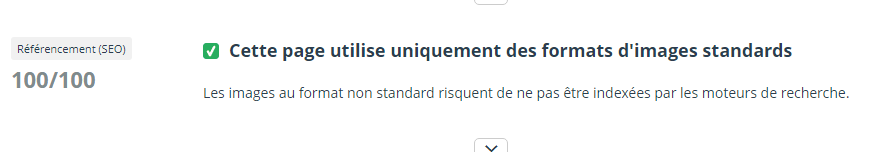 Référencement (SEO)
100/100
Cette page utilise uniquement des formats d'images standards
Les images au format non standard risquent de ne pas être indexées par les moteurs de recherche.